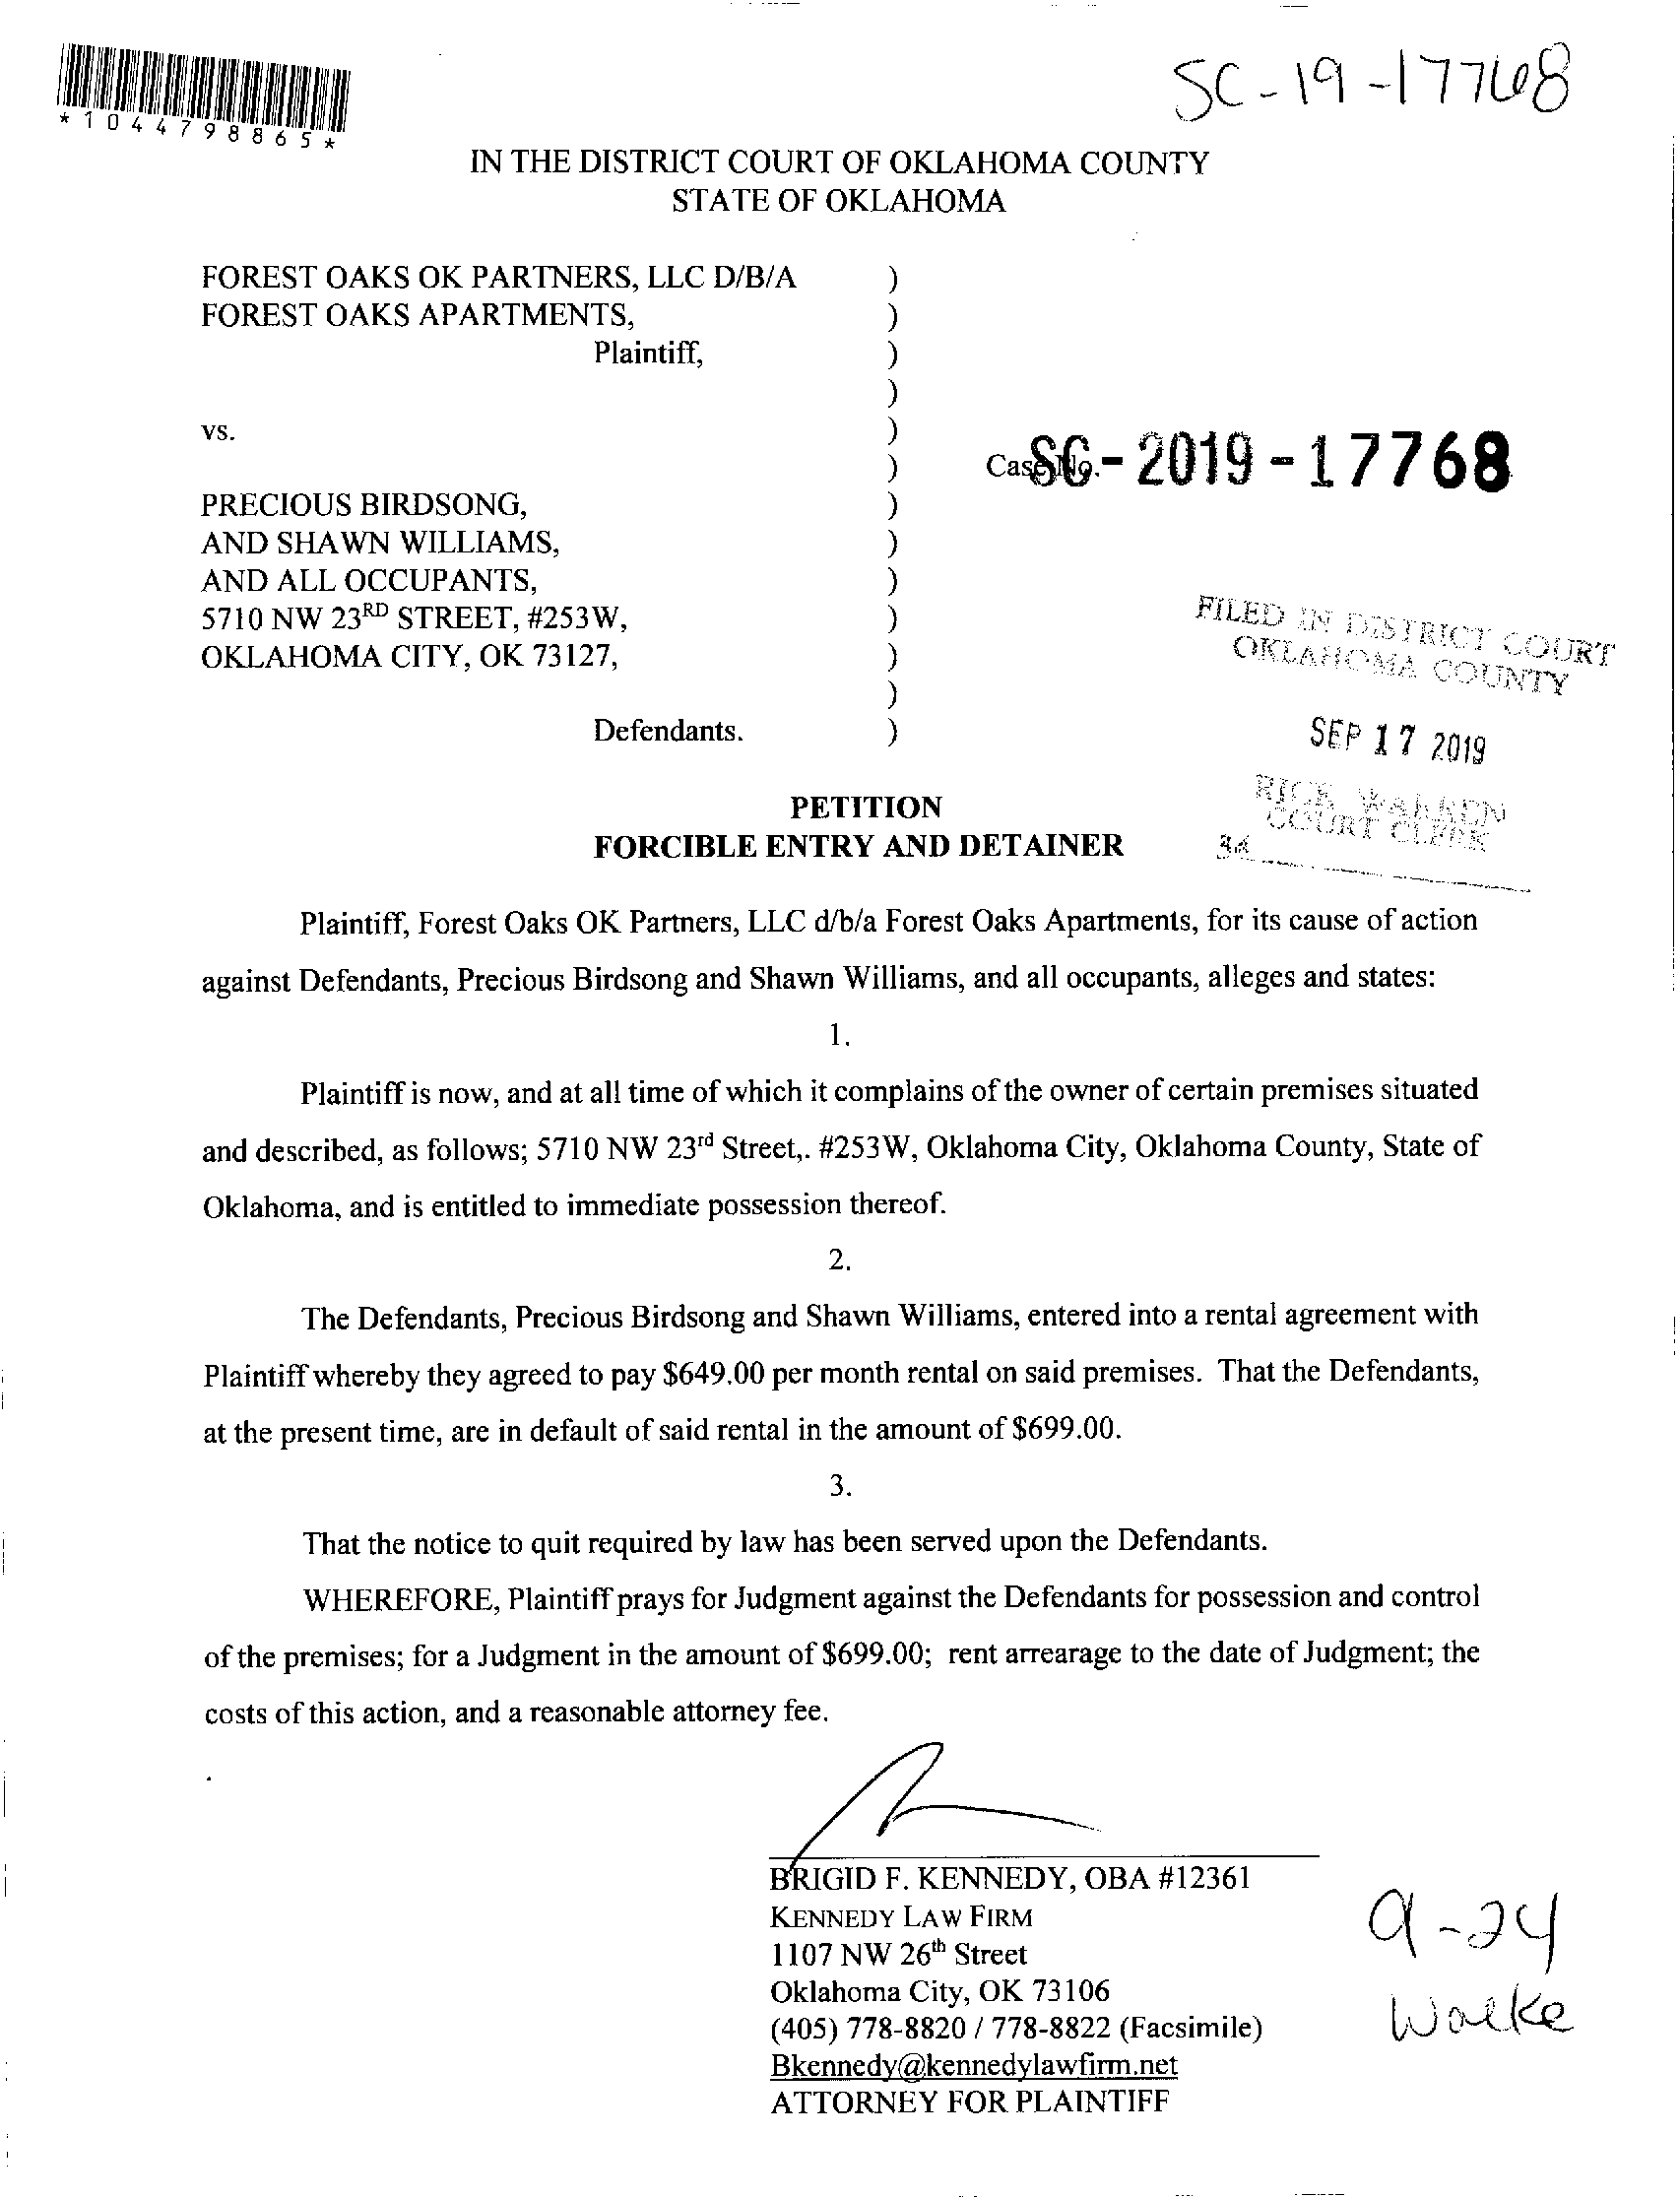 SC-19-17768
*1044798865*
IN THE DISTRICT COURT OF OKLAHOMA COUNTY
STATE OF OKLAHOMA
FOREST OAKS OK PARTNERS, LLC D/B/A )
FOREST OAKS APARTMENTS, )
Plaintiff, )
)
vs. )
Case No. SC-2019-17768
)
PRECIOUS BIRDSONG, )
AND SHAWN WILLIAMS, )
AND ALL OCCUPANTS, )
5710 NW 23RD STREET, #253W, )
OKLAHOMA CITY, OK 73127, )
)
Defendants. )
FILED IN DISTRICT COURT
OKLAHOMA COUNTY
SEP 17 2019
RICK WARREN
COURT CLERK
34
PETITION
FORCIBLE ENTRY AND DETAINER
Plaintiff, Forest Oaks OK Partners, LLC d/b/a Forest Oaks Apartments, for its cause of action
against Defendants, Precious Birdsong and Shawn Williams, and all occupants, alleges and states:
1.
Plaintiff is now, and at all time of which it complains of the owner of certain premises situated
and described, as follows; 5710 NW 23rd Street,. #253W, Oklahoma City, Oklahoma County, State of
Oklahoma, and is entitled to immediate possession thereof.
2.
The Defendants, Precious Birdsong and Shawn Williams, entered into a rental agreement with
Plaintiff whereby they agreed to pay $649.00 per month rental on said premises. That the Defendants,
at the present time, are in default of said rental in the amount of $699.00.
3.
That the notice to quit required by law has been served upon the Defendants.
WHEREFORE, Plaintiff prays for Judgment against the Defendants for possession and control
of the premises; for a Judgment in the amount of $699.00; rent arrearage to the date of Judgment; the
costs of this action, and a reasonable attorney fee.
BRIGID F. KENNEDY, OBA #12361
KENNEDY LAW FIRM
1107 NW 26th Street
Oklahoma City, OK 73106
(405) 778-8820 / 778-8822 (Facsimile)
Bkennedy@kennedylawfirm.net
ATTORNEY FOR PLAINTIFF
9-24
Walke